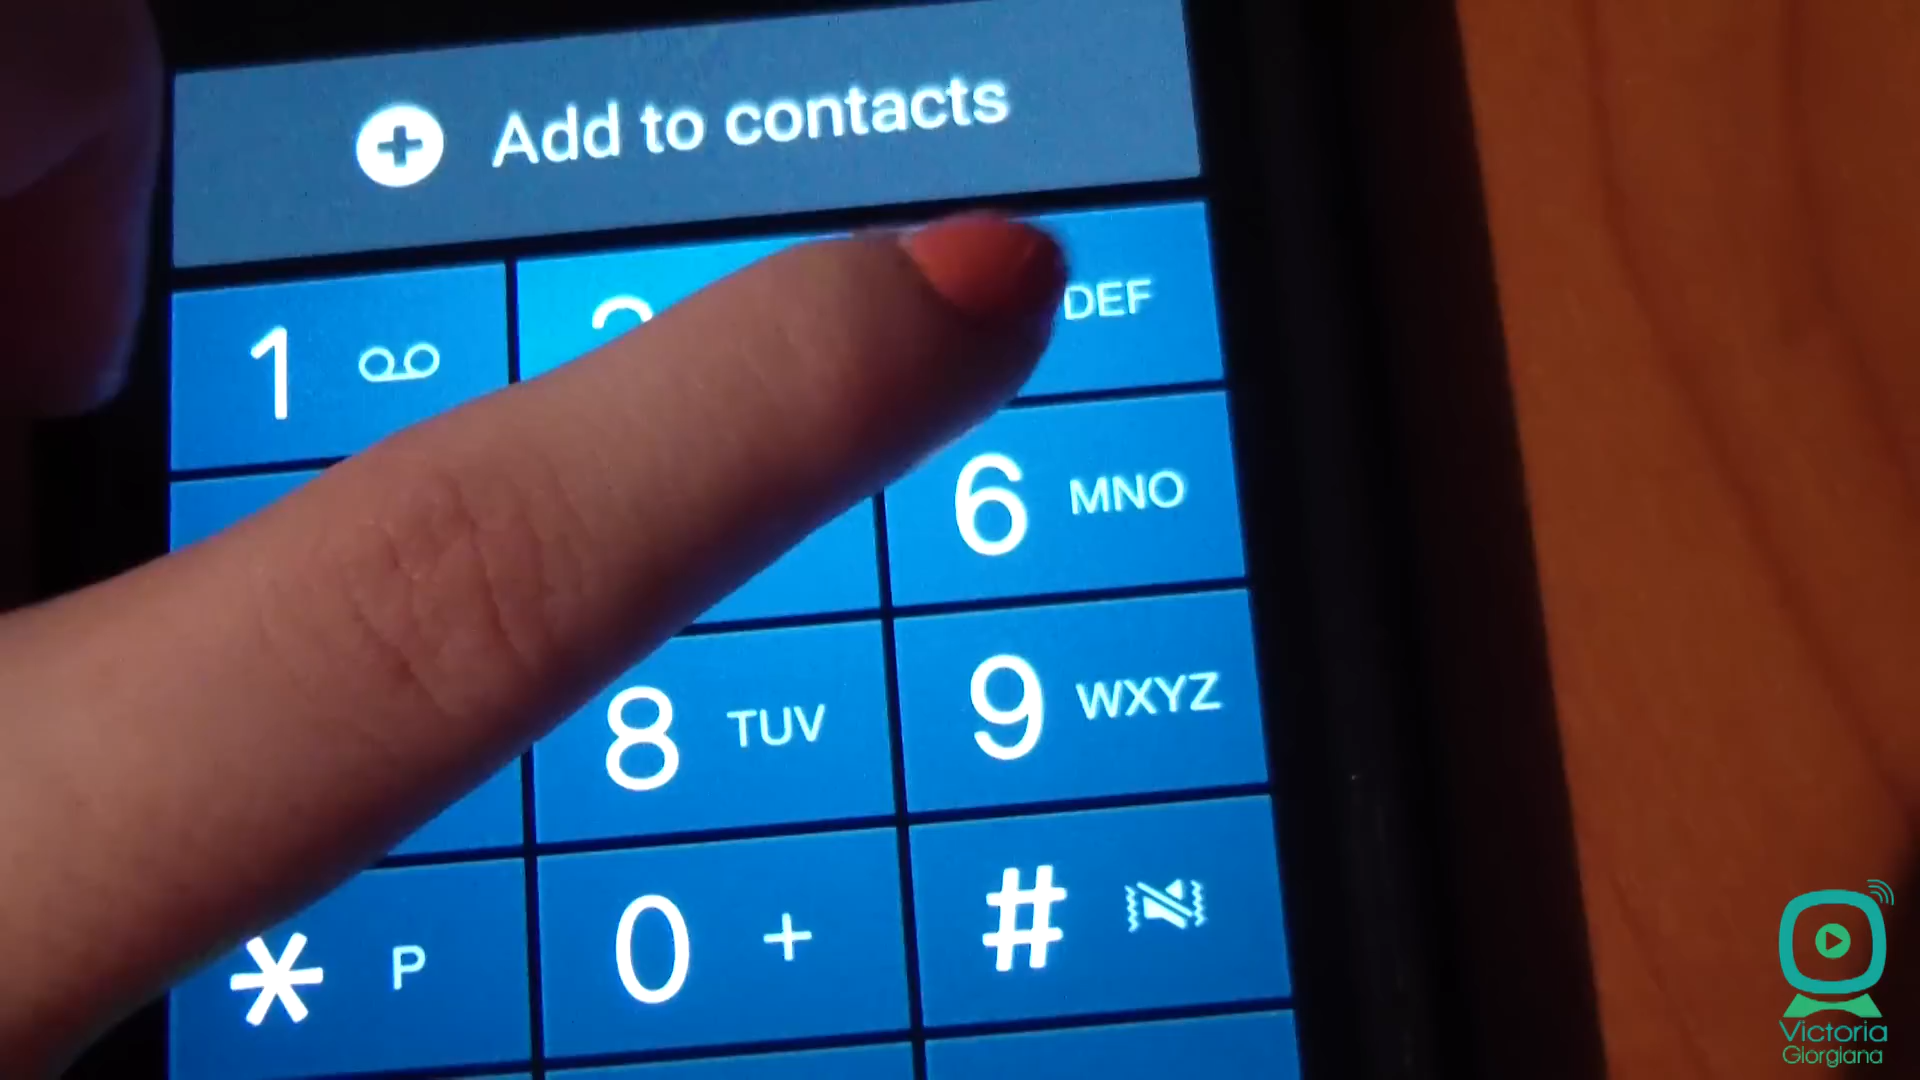 Add to contacts
1
DEF
6 MNO
8 TUV
9 WXYZ
* P
0 +
#
Victoria
Giorgiana